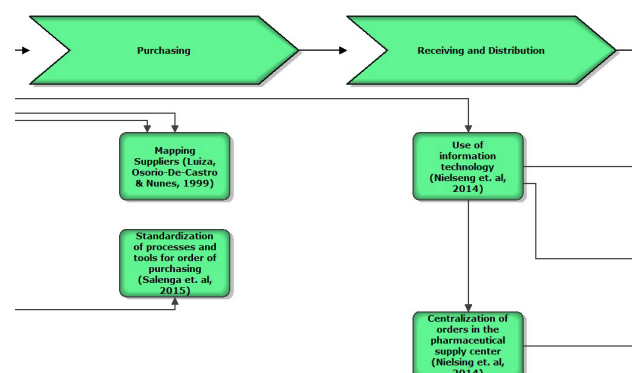 Purchasing
Receiving and Distribution
Mapping
Suppliers (Luiza,
Osorio-De-Castro
& Nunes, 1999)
Use of
information
technology
(Nielseng et. al,
2014)
Standardization
of processes and
tools for order of
purchasing
(Salenga et. al,
2015)
Centralization of
orders in the
pharmaceutical
supply center
(Nielsing et. al,
2014)